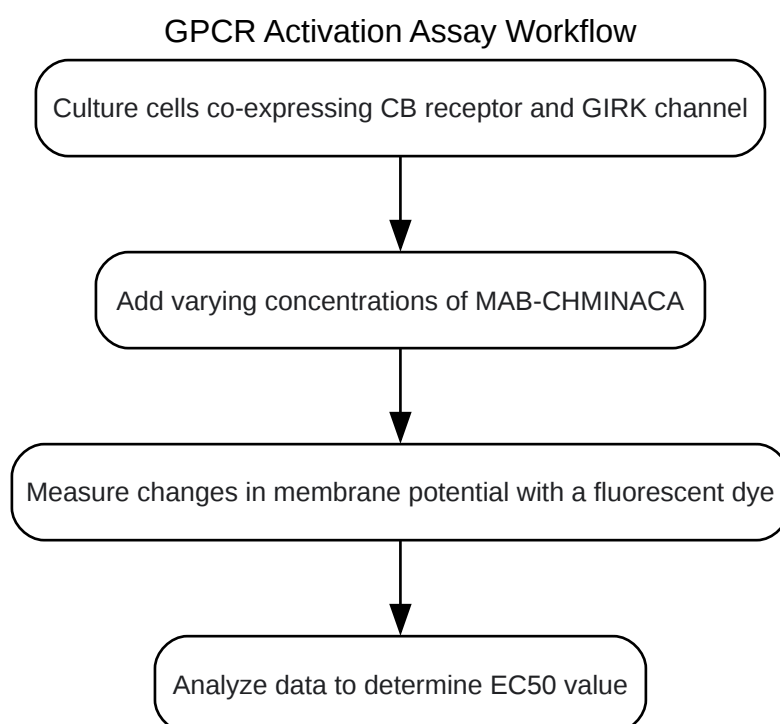 GPCR Activation Assay Workflow
Culture cells co-expressing CB receptor and GIRK channel
Add varying concentrations of MAB-CHMINACA
Measure changes in membrane potential with a fluorescent dye
Analyze data to determine EC50 value